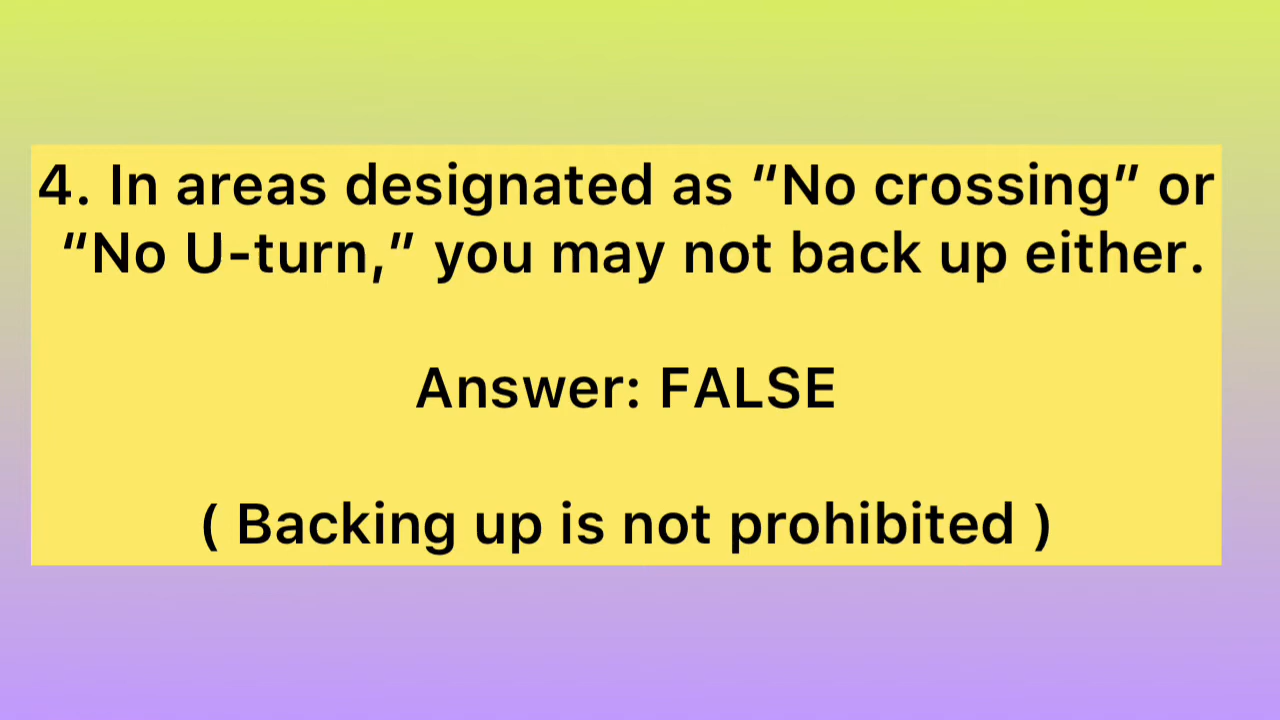 4. In areas designated as “No crossing” or
“No U-turn,” you may not back up either.
Answer: FALSE
( Backing up is not prohibited )